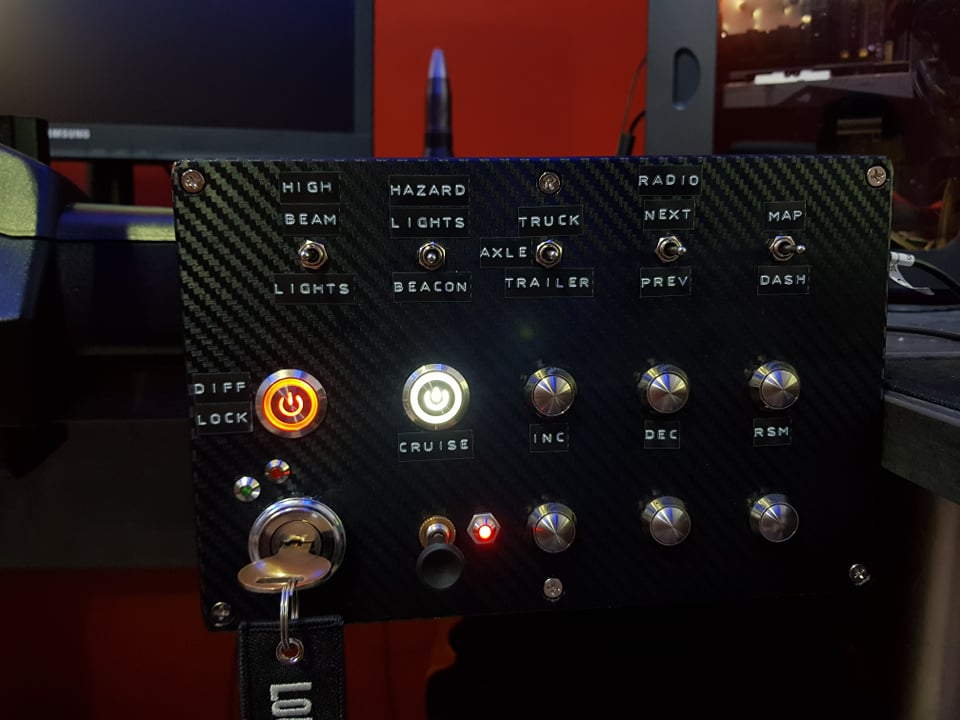 SAMSUNG
HIGH
BEAM
LIGHTS
HAZARD
LIGHTS
BEACON
TRUCK
AXLE
TRAILER
RADIO
NEXT
PREV
MAP
DASH
DIFF
LOCK
CRUISE
INC
DEC
RSM